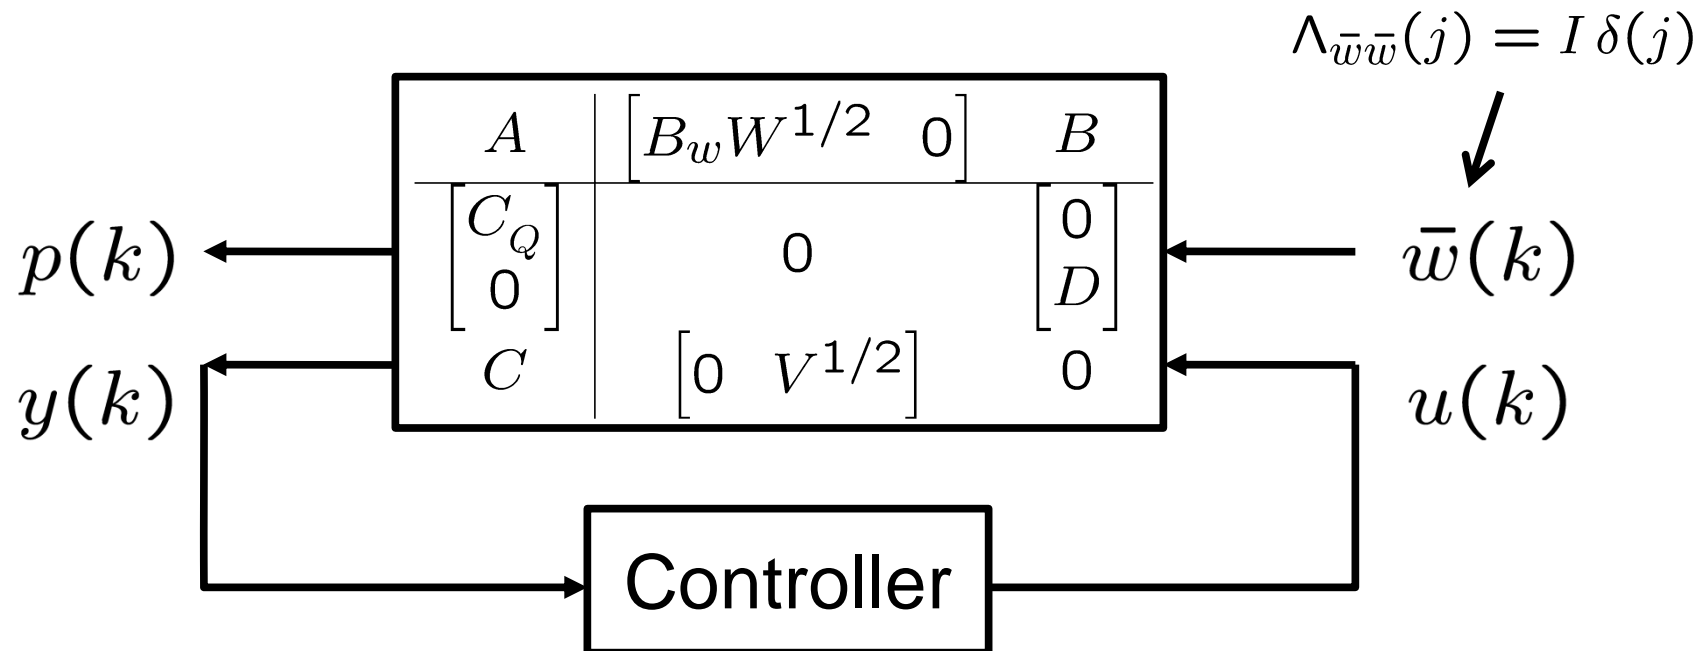 Λ_{w̄w̄}(j) = I δ(j)
A [B_w W^{1/2} 0] B
p(k) [C_Q 0] 0 [0 D] w̄(k)
y(k) C [0 V^{1/2}] 0 u(k)
Controller